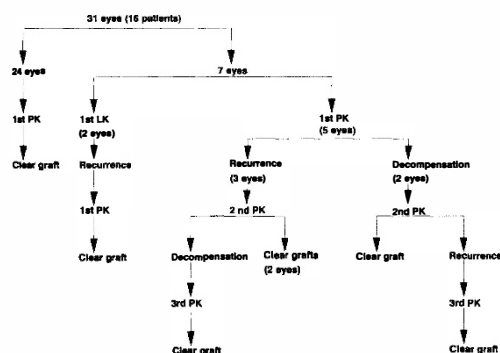 31 eyes (16 patients)
24 eyes
7 eyes
1st PK
1st LK
(2 eyes)
1st PK
(5 eyes)
Clear graft
Recurrence
Recurrence
(3 eyes)
Decompensation
(2 eyes)
1st PK
2 nd PK
2nd PK
Clear graft
Decompensation
Clear grafts
(2 eyes)
Clear graft
Recurrence
3rd PK
3rd PK
Clear graft
Clear graft